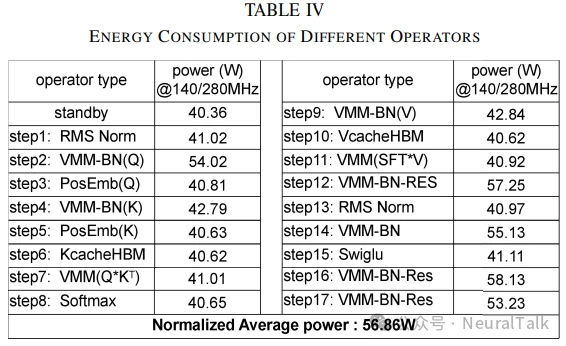 TABLE IV
ENERGY CONSUMPTION OF DIFFERENT OPERATORS
operator type power (W) @140/280MHz operator type power (W) @140/280MHz
standby 40.36 step9: VMM-BN(V) 42.84
step1: RMS Norm 41.02 step10: VcacheHBM 40.62
step2: VMM-BN(Q) 54.02 step11: VMM(SFT*V) 40.92
step3: PosEmb(Q) 40.81 step12: VMM-BN-RES 57.25
step4: VMM-BN(K) 42.79 step13: RMS Norm 40.97
step5: PosEmb(K) 40.63 step14: VMM-BN 55.13
step6: KcacheHBM 40.62 step15: Swiglu 41.11
step7: VMM(Q*Kᵀ) 41.01 step16: VMM-BN-Res 58.13
step8: Softmax 40.65 step17: VMM-BN-Res 53.23
Normalized Average power : 56.86W
公众号 · NeuralTalk